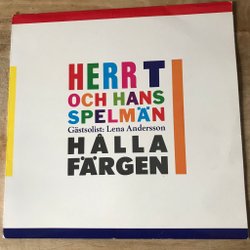 HERR T
OCH HANS
SPELMÄN
Gästsolist: Lena Andersson
HÅLLA
FÄRGEN